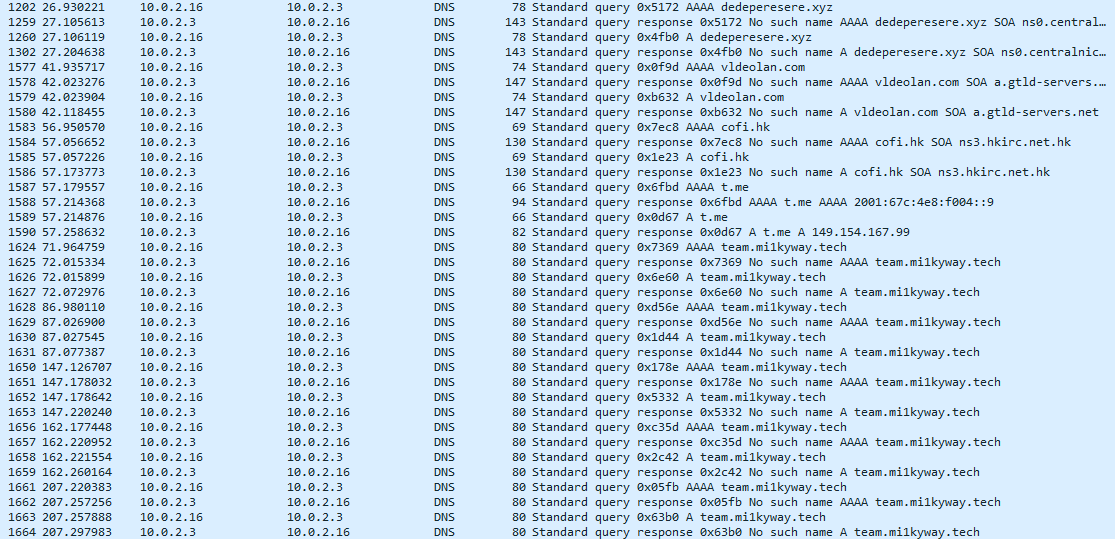 1202 26.930221 10.0.2.16 10.0.2.3 DNS 78 Standard query 0x5172 AAAA dedeperesere.xyz
1259 27.105613 10.0.2.3 10.0.2.16 DNS 143 Standard query response 0x5172 No such name AAAA dedeperesere.xyz SOA ns0.central…
1260 27.106119 10.0.2.16 10.0.2.3 DNS 78 Standard query 0x4fb0 A dedeperesere.xyz
1302 27.204638 10.0.2.3 10.0.2.16 DNS 143 Standard query response 0x4fb0 No such name A dedeperesere.xyz SOA ns0.centralnic…
1577 41.935717 10.0.2.16 10.0.2.3 DNS 74 Standard query 0x0f9d AAAA vldeolan.com
1578 42.023276 10.0.2.3 10.0.2.16 DNS 147 Standard query response 0x0f9d No such name AAAA vldeolan.com SOA a.gtld-servers.…
1579 42.023904 10.0.2.16 10.0.2.3 DNS 74 Standard query 0xb632 A vldeolan.com
1580 42.118455 10.0.2.3 10.0.2.16 DNS 147 Standard query response 0xb632 No such name A vldeolan.com SOA a.gtld-servers.net
1583 56.950570 10.0.2.16 10.0.2.3 DNS 69 Standard query 0x7ec8 AAAA cofi.hk
1584 57.056652 10.0.2.3 10.0.2.16 DNS 130 Standard query response 0x7ec8 No such name AAAA cofi.hk SOA ns3.hkirc.net.hk
1585 57.057226 10.0.2.16 10.0.2.3 DNS 69 Standard query 0x1e23 A cofi.hk
1586 57.173773 10.0.2.3 10.0.2.16 DNS 130 Standard query response 0x1e23 No such name A cofi.hk SOA ns3.hkirc.net.hk
1587 57.179557 10.0.2.16 10.0.2.3 DNS 66 Standard query 0x6fbd AAAA t.me
1588 57.214368 10.0.2.3 10.0.2.16 DNS 94 Standard query response 0x6fbd AAAA t.me AAAA 2001:67c:4e8:f004::9
1589 57.214876 10.0.2.16 10.0.2.3 DNS 66 Standard query 0x0d67 A t.me
1590 57.258632 10.0.2.3 10.0.2.16 DNS 82 Standard query response 0x0d67 A t.me A 149.154.167.99
1624 71.964759 10.0.2.16 10.0.2.3 DNS 80 Standard query 0x7369 AAAA team.mi1kyway.tech
1625 72.015334 10.0.2.3 10.0.2.16 DNS 80 Standard query response 0x7369 No such name AAAA team.mi1kyway.tech
1626 72.015899 10.0.2.16 10.0.2.3 DNS 80 Standard query 0x6e60 A team.mi1kyway.tech
1627 72.072976 10.0.2.3 10.0.2.16 DNS 80 Standard query response 0x6e60 No such name A team.mi1kyway.tech
1628 86.980110 10.0.2.16 10.0.2.3 DNS 80 Standard query 0xd56e AAAA team.mi1kyway.tech
1629 87.026900 10.0.2.3 10.0.2.16 DNS 80 Standard query response 0xd56e No such name AAAA team.mi1kyway.tech
1630 87.027545 10.0.2.16 10.0.2.3 DNS 80 Standard query 0x1d44 A team.mi1kyway.tech
1631 87.077387 10.0.2.3 10.0.2.16 DNS 80 Standard query response 0x1d44 No such name A team.mi1kyway.tech
1650 147.126707 10.0.2.16 10.0.2.3 DNS 80 Standard query 0x178e AAAA team.mi1kyway.tech
1651 147.178032 10.0.2.3 10.0.2.16 DNS 80 Standard query response 0x178e No such name AAAA team.mi1kyway.tech
1652 147.178642 10.0.2.16 10.0.2.3 DNS 80 Standard query 0x5332 A team.mi1kyway.tech
1653 147.220240 10.0.2.3 10.0.2.16 DNS 80 Standard query response 0x5332 No such name A team.mi1kyway.tech
1656 162.177448 10.0.2.16 10.0.2.3 DNS 80 Standard query 0xc35d AAAA team.mi1kyway.tech
1657 162.220952 10.0.2.3 10.0.2.16 DNS 80 Standard query response 0xc35d No such name AAAA team.mi1kyway.tech
1658 162.221554 10.0.2.16 10.0.2.3 DNS 80 Standard query 0x2c42 A team.mi1kyway.tech
1659 162.260164 10.0.2.3 10.0.2.16 DNS 80 Standard query response 0x2c42 No such name A team.mi1kyway.tech
1661 207.220383 10.0.2.16 10.0.2.3 DNS 80 Standard query 0x05fb AAAA team.mi1kyway.tech
1662 207.257256 10.0.2.3 10.0.2.16 DNS 80 Standard query response 0x05fb No such name AAAA team.mi1kyway.tech
1663 207.257888 10.0.2.16 10.0.2.3 DNS 80 Standard query 0x63b0 A team.mi1kyway.tech
1664 207.297983 10.0.2.3 10.0.2.16 DNS 80 Standard query response 0x63b0 No such name A team.mi1kyway.tech